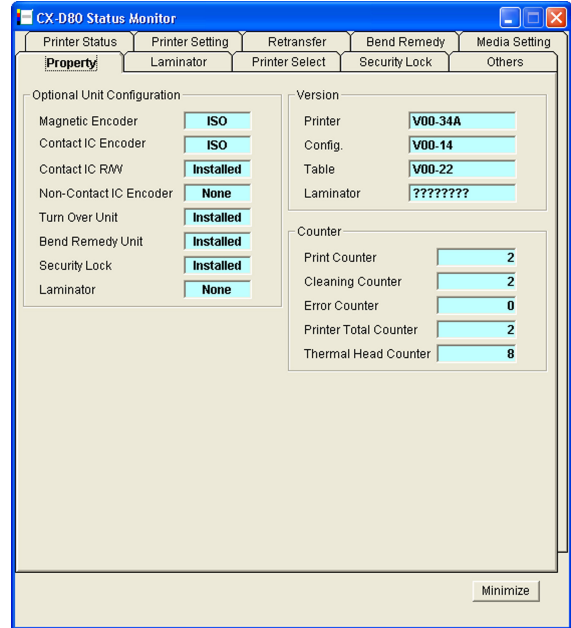 CX-D80 Status Monitor
Printer Status Printer Setting Retransfer Bend Remedy Media Setting
Property Laminator Printer Select Security Lock Others
Optional Unit Configuration
Magnetic Encoder ISO
Contact IC Encoder ISO
Contact IC R/W Installed
Non-Contact IC Encoder None
Turn Over Unit Installed
Bend Remedy Unit Installed
Security Lock Installed
Laminator None
Version
Printer V00-34A
Config. V00-14
Table V00-22
Laminator ????????
Counter
Print Counter 2
Cleaning Counter 2
Error Counter 0
Printer Total Counter 2
Thermal Head Counter 8
Minimize